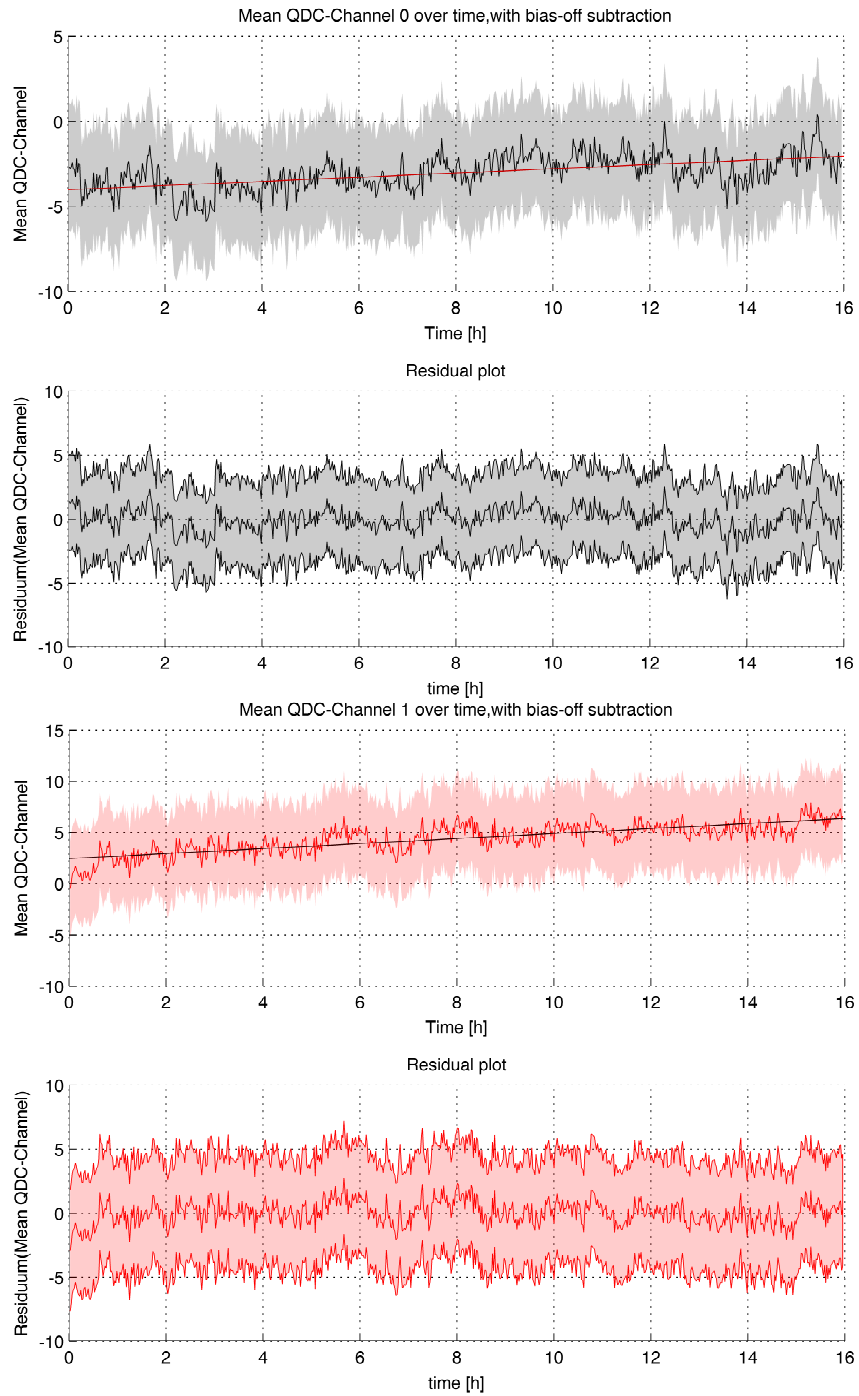 Mean QDC-Channel 0 over time,with bias-off subtraction
Mean QDC-Channel
5
0
-5
-10
0 2 4 6 8 10 12 14 16
Time [h]
Residual plot
Residuum(Mean QDC-Channel)
10
5
0
-5
-10
0 2 4 6 8 10 12 14 16
time [h]
Mean QDC-Channel 1 over time,with bias-off subtraction
Mean QDC-Channel
15
10
5
0
-5
-10
0 2 4 6 8 10 12 14 16
Time [h]
Residual plot
Residuum(Mean QDC-Channel)
10
5
0
-5
-10
0 2 4 6 8 10 12 14 16
time [h]